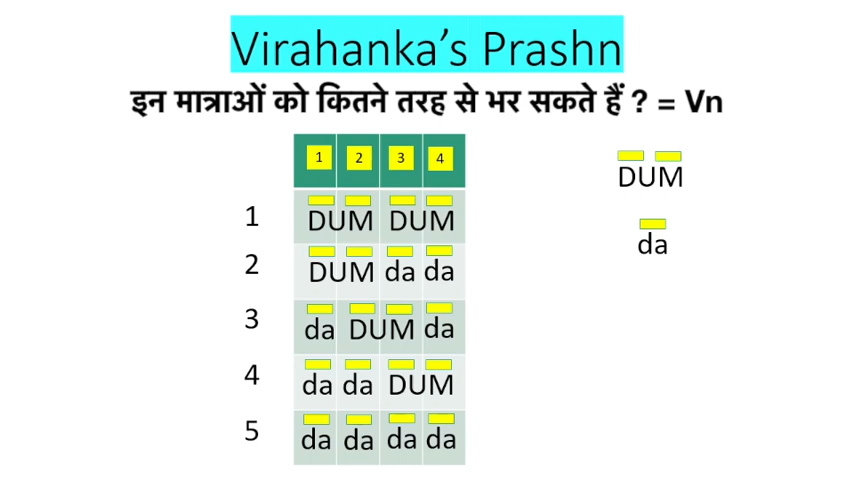 Virahanka's Prashn
इन मात्राओं को कितने तरह से भर सकते हैं ? = Vn
1 2 3 4
1 DUM DUM
2 DUM da da
3 da DUM da
4 da da DUM
5 da da da da
DUM
da